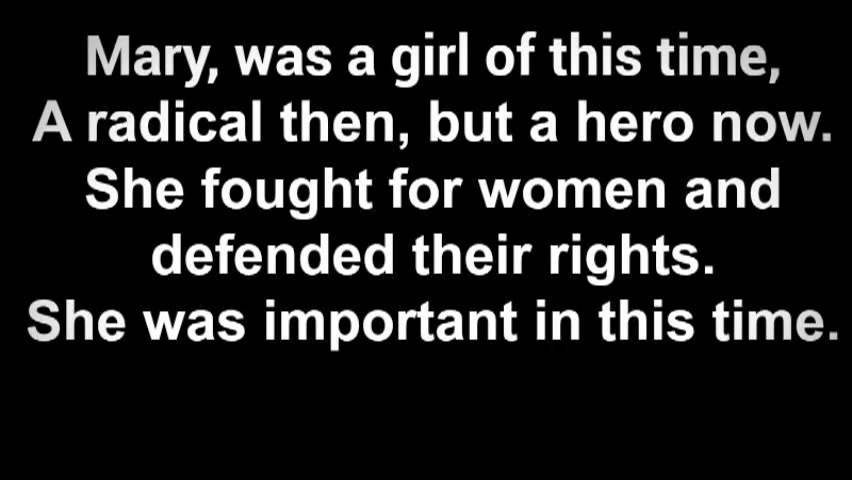 Mary, was a girl of this time,
A radical then, but a hero now.
She fought for women and
defended their rights.
She was important in this time.